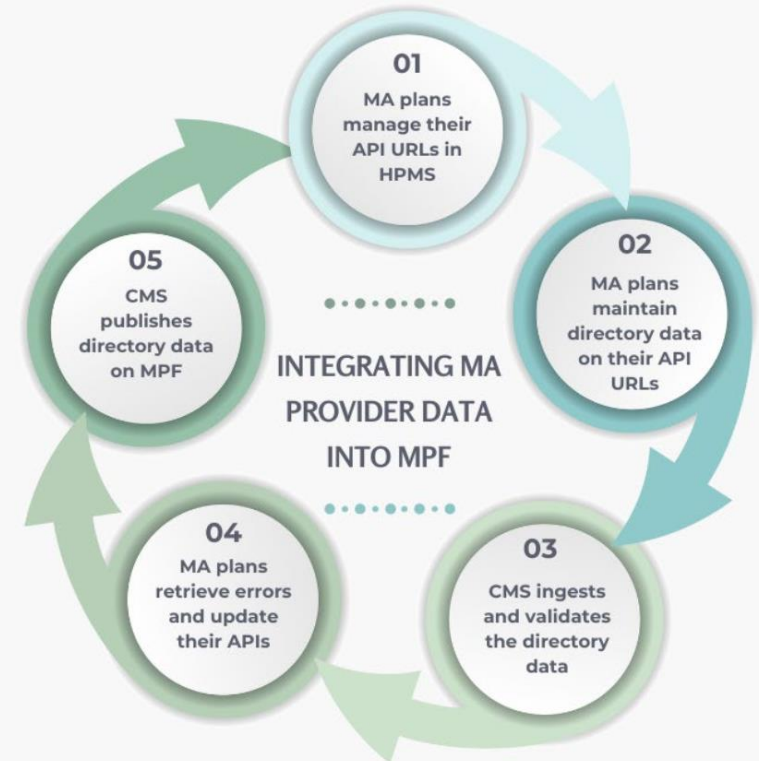 01
MA plans
manage their
API URLs in
HPMS
02
MA plans
maintain
directory data
on their API
URLs
03
CMS ingests
and validates
the directory
data
04
MA plans
retrieve errors
and update
their APIs
05
CMS
publishes
directory data
on MPF
INTEGRATING MA
PROVIDER DATA
INTO MPF